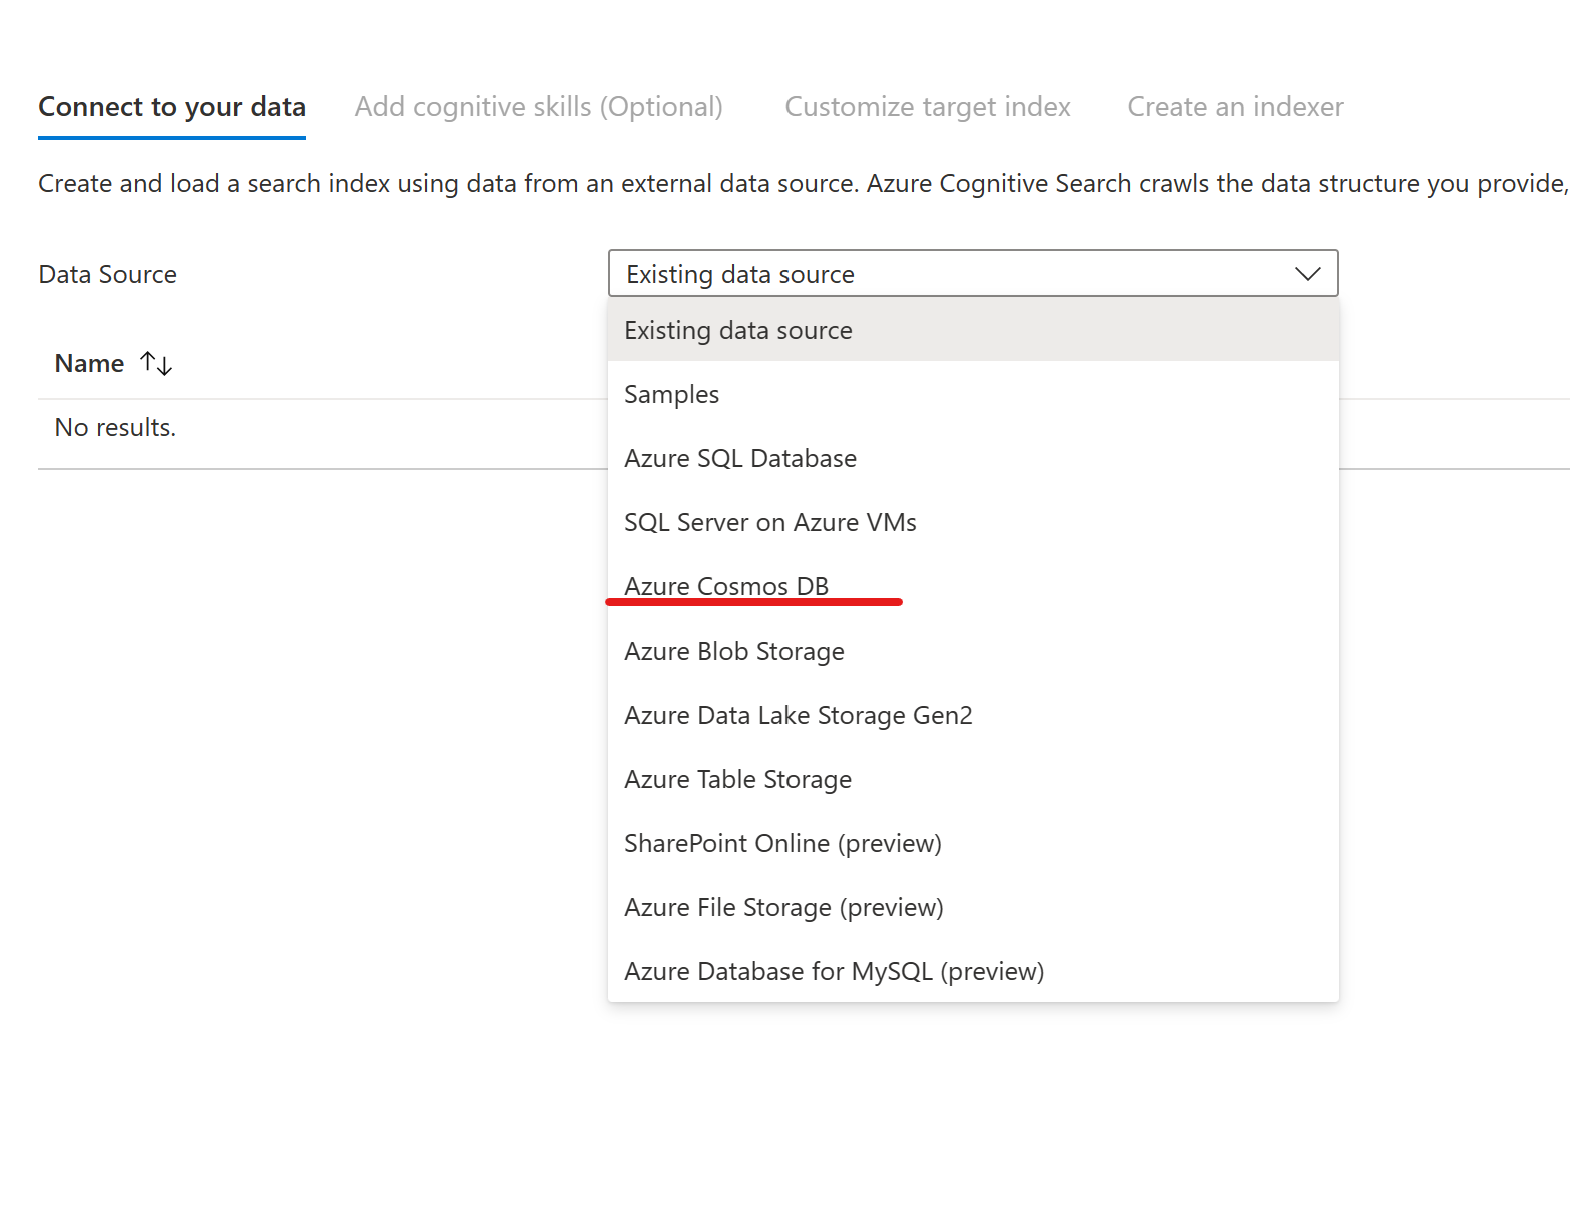 Connect to your data
Add cognitive skills (Optional)
Customize target index
Create an indexer
Create and load a search index using data from an external data source. Azure Cognitive Search crawls the data structure you provide,
Data Source
Existing data source
Name
No results.
Existing data source
Samples
Azure SQL Database
SQL Server on Azure VMs
Azure Cosmos DB
Azure Blob Storage
Azure Data Lake Storage Gen2
Azure Table Storage
SharePoint Online (preview)
Azure File Storage (preview)
Azure Database for MySQL (preview)